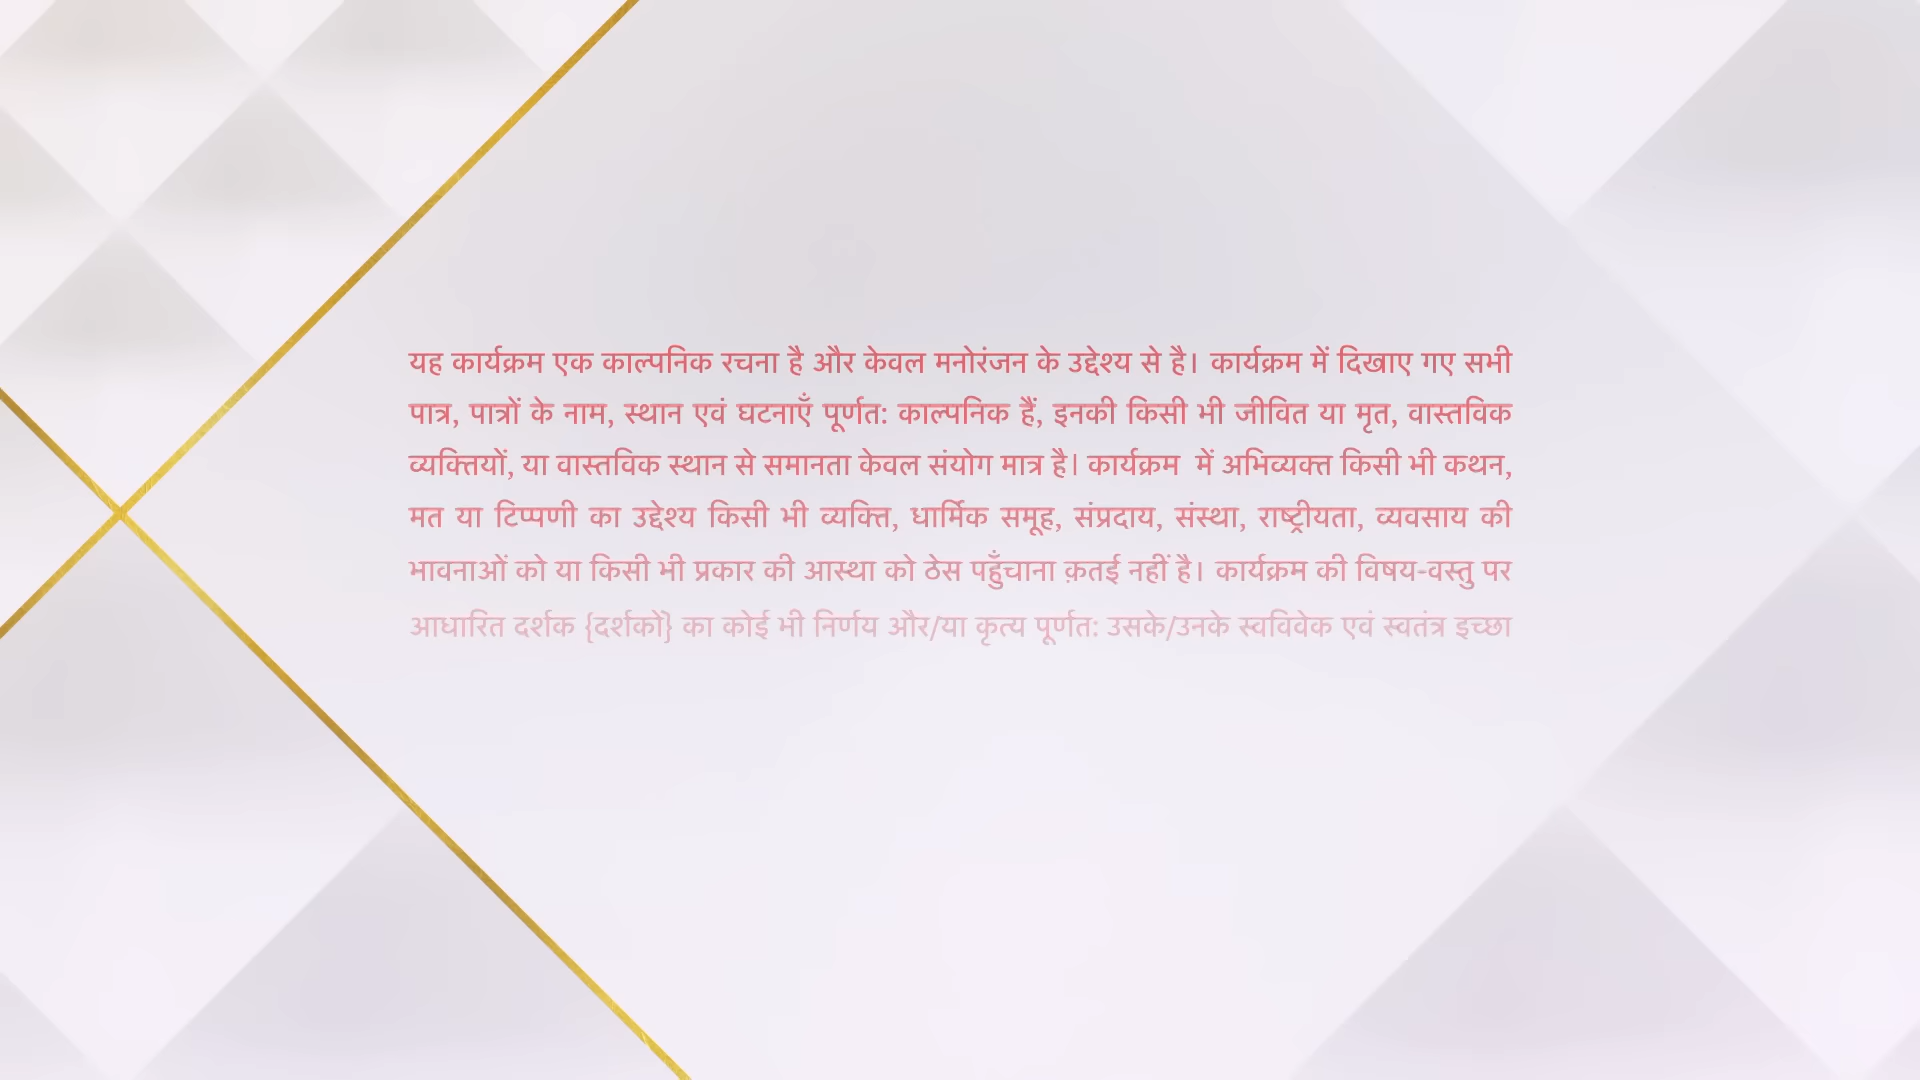 यह कार्यक्रम एक काल्पनिक रचना है और केवल मनोरंजन के उद्देश्य से है। कार्यक्रम में दिखाए गए सभी
पात्र, पात्रों के नाम, स्थान एवं घटनाएँ पूर्णत: काल्पनिक हैं, इनकी किसी भी जीवित या मृत, वास्तविक
व्यक्तियों, या वास्तविक स्थान से समानता केवल संयोग मात्र है। कार्यक्रम  में अभिव्यक्त किसी भी कथन,
मत या टिप्पणी का उद्देश्य किसी भी व्यक्ति, धार्मिक समूह, संप्रदाय, संस्था, राष्ट्रीयता, व्यवसाय की
भावनाओं को या किसी भी प्रकार की आस्था को ठेस पहुँचाना क़तई नहीं है। कार्यक्रम की विषय-वस्तु पर
आधारित दर्शक {दर्शकों} का कोई भी निर्णय और/या कृत्य पूर्णत: उसके/उनके स्वविवेक एवं स्वतंत्र इच्छा